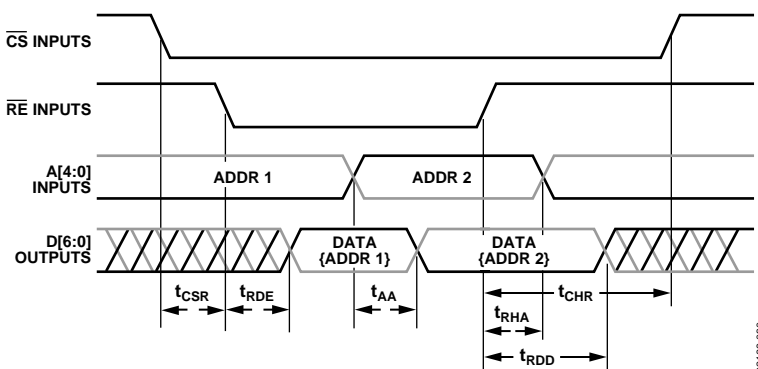 CS INPUTS
RE INPUTS
A[4:0]
INPUTS
ADDR 1
ADDR 2
D[6:0]
OUTPUTS
DATA
{ADDR 1}
DATA
{ADDR 2}
tCSR
tRDE
tAA
tCHR
tRHA
tRDD